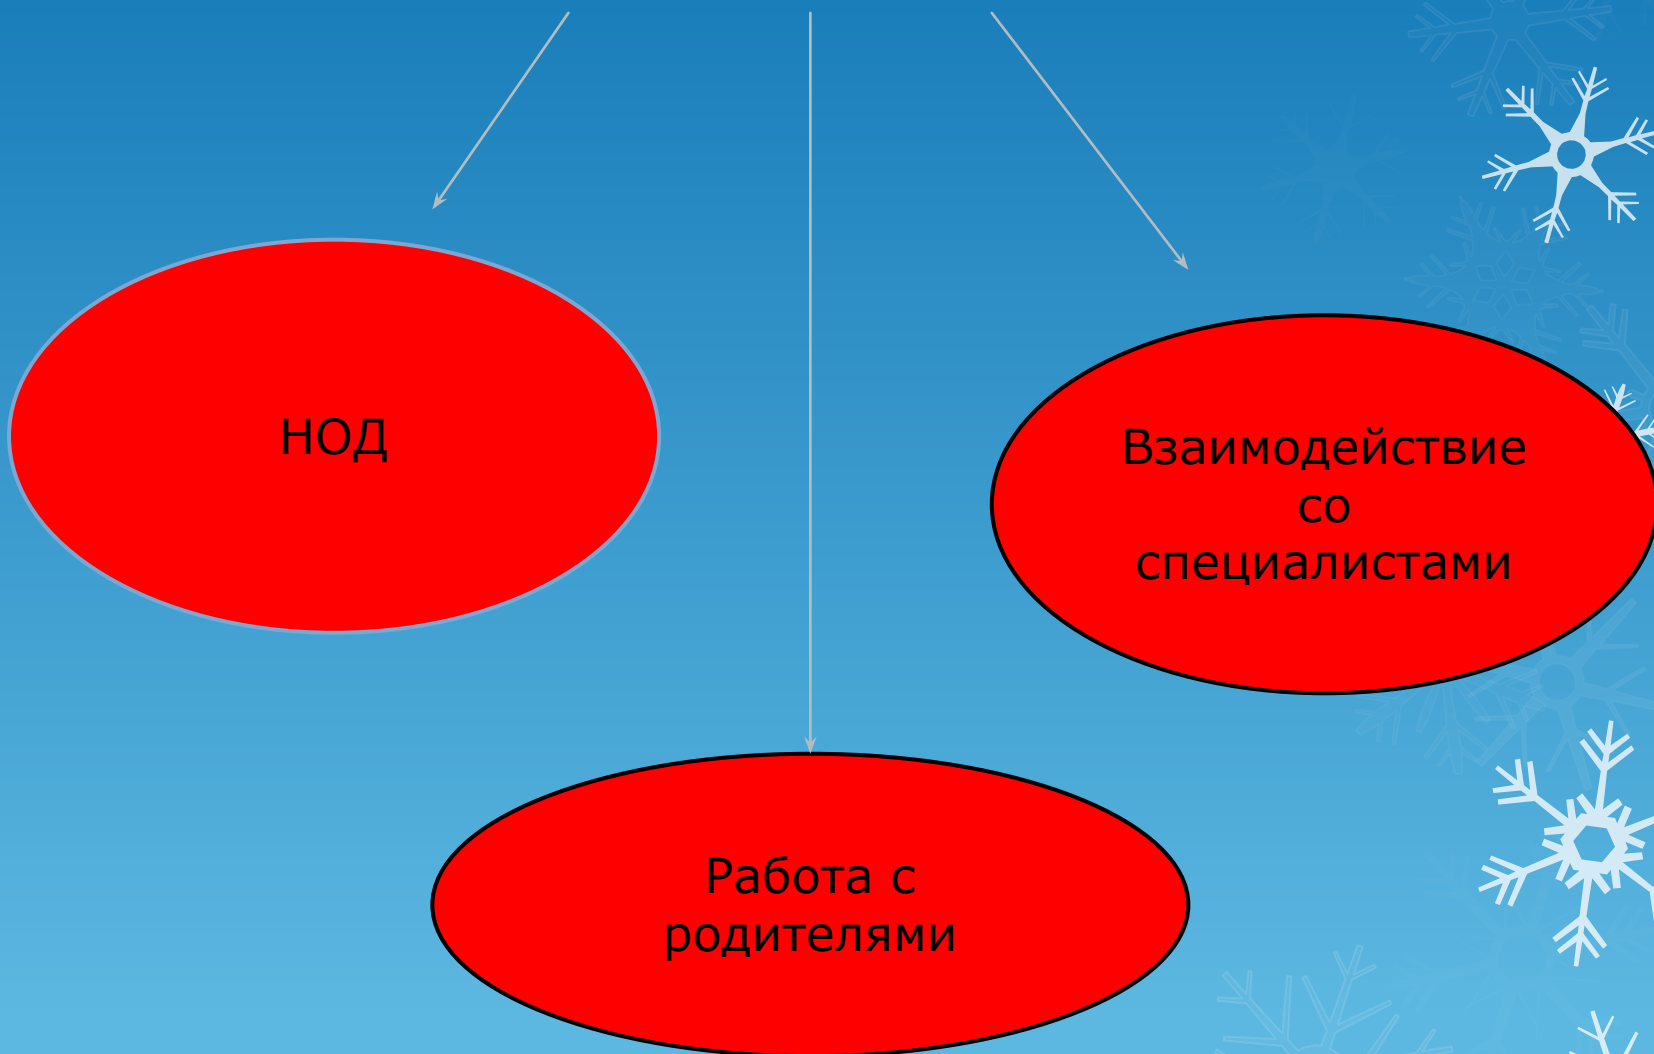 НОД
Взаимодействие
со
специалистами
Работа с
родителями